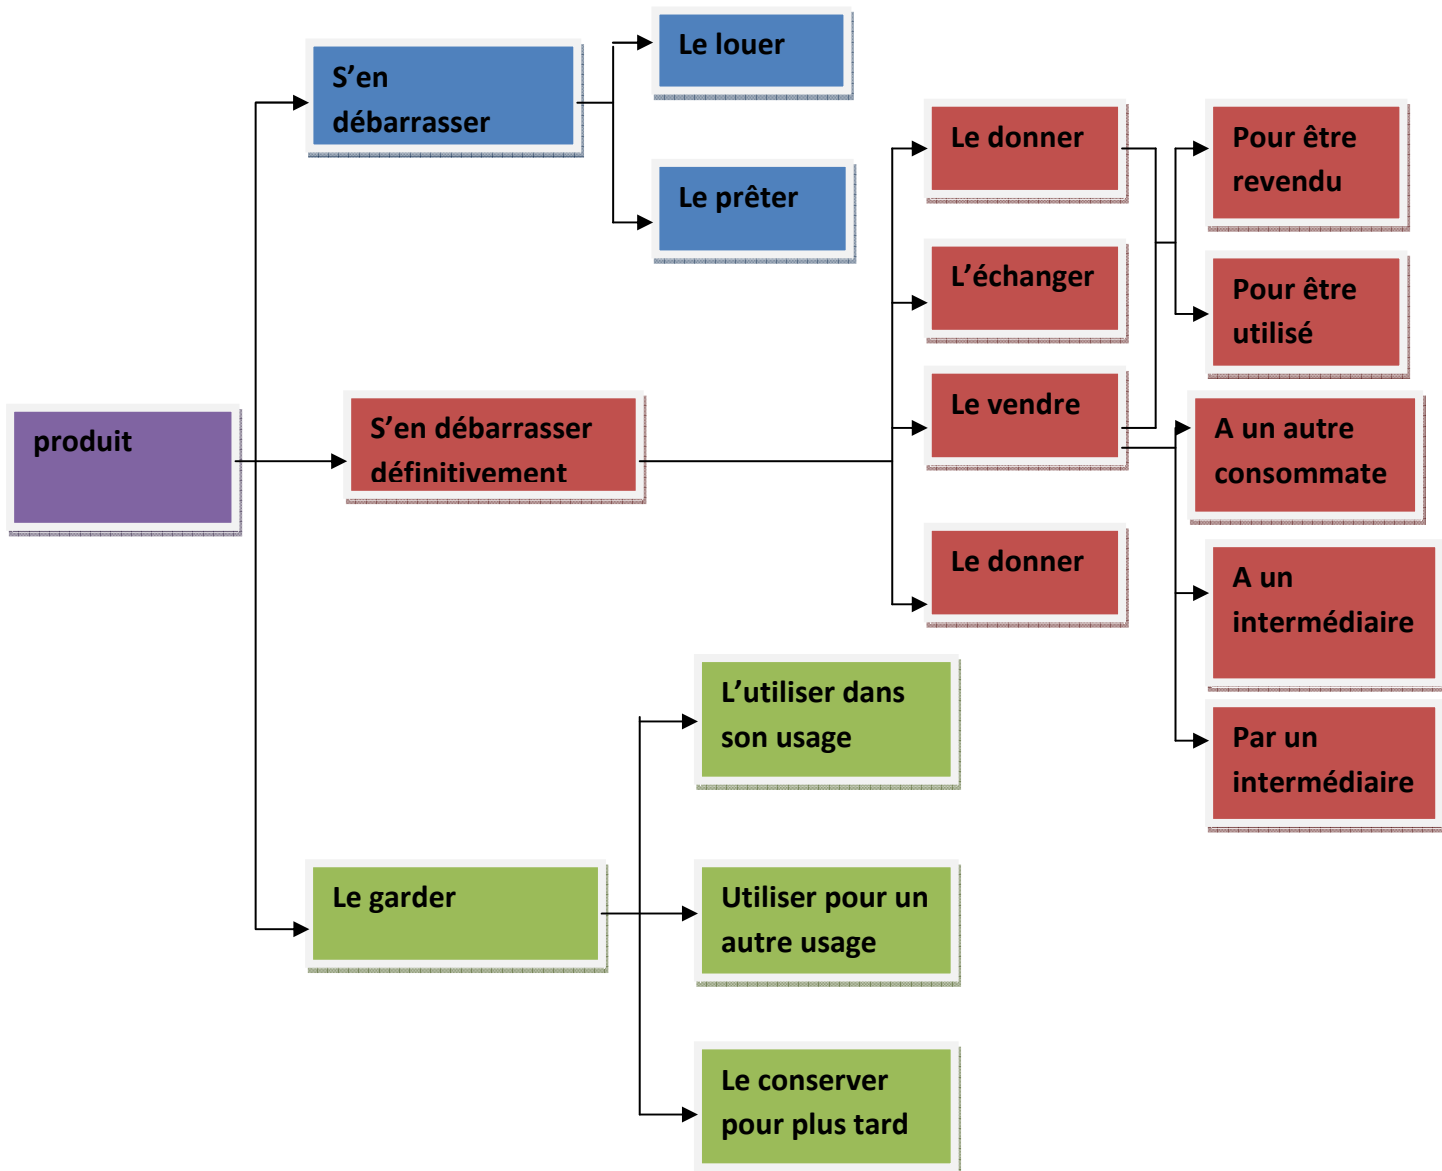 produit
S'en
débarrasser
Le louer
Le prêter
S'en débarrasser
définitivement
Le donner
L'échanger
Le vendre
Le donner
Pour être
revendu
Pour être
utilisé
A un autre
consommate
A un
intermédiaire
Par un
intermédiaire
Le garder
L'utiliser dans
son usage
Utiliser pour un
autre usage
Le conserver
pour plus tard